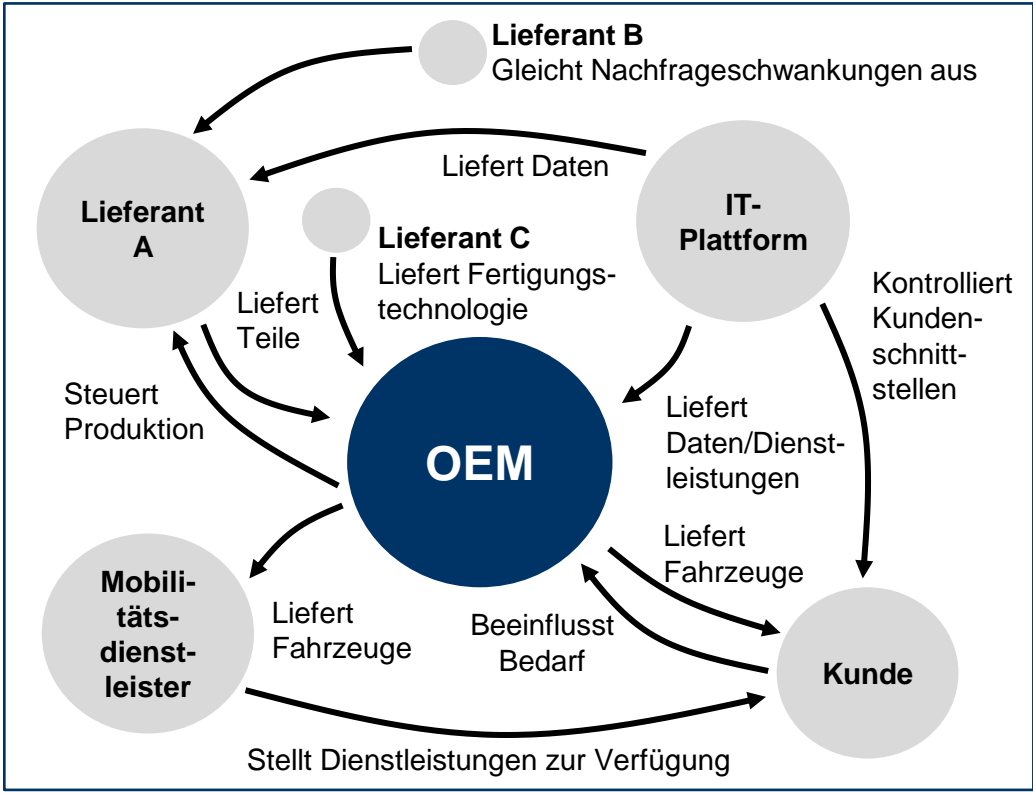 Lieferant B
Gleicht Nachfrageschwankungen aus
Liefert Daten
Lieferant
A
IT-
Plattform
Lieferant C
Liefert Fertigungs-
technologie
Kontrolliert
Kunden-
schnitt-
stellen
Liefert
Teile
Steuert
Produktion
OEM
Liefert
Daten/Dienst-
leistungen
Liefert
Fahrzeuge
Mobili-
täts-
dienst-
leister
Liefert
Fahrzeuge
Beeinflusst
Bedarf
Kunde
Stellt Dienstleistungen zur Verfügung